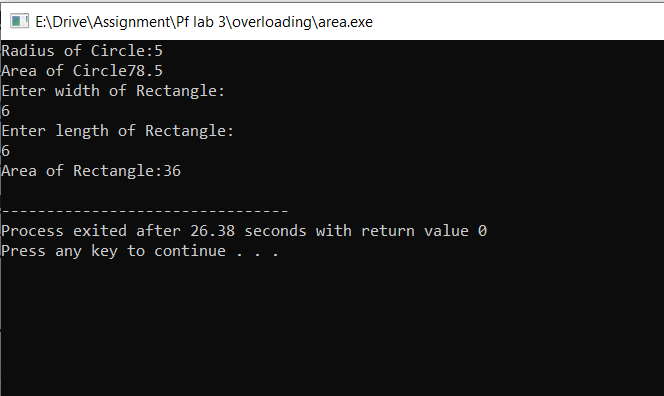 E:\Drive\Assignment\Pf lab 3\overloading\area.exe
Radius of Circle:5
Area of Circle78.5
Enter width of Rectangle:
6
Enter length of Rectangle:
6
Area of Rectangle:36
--------------------------------
Process exited after 26.38 seconds with return value 0
Press any key to continue . . .